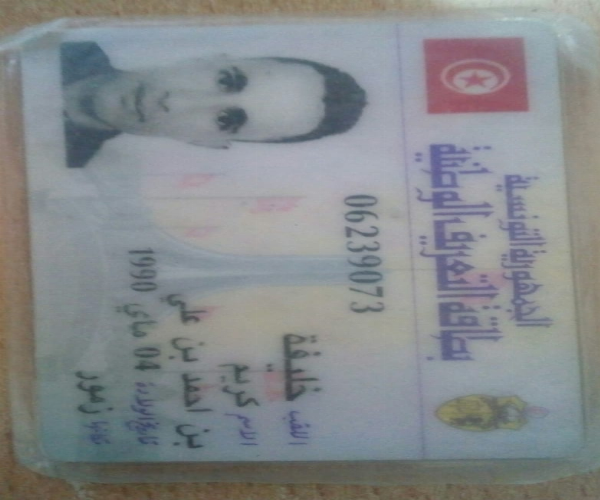 الجمهورية التونسية
بطاقة التعريف الوطنية
06239073
اللقب خليفة
الاسم كريم
بن احمد بن علي
تاريخ الولادة 04 ماي 1990
مكانها زمور